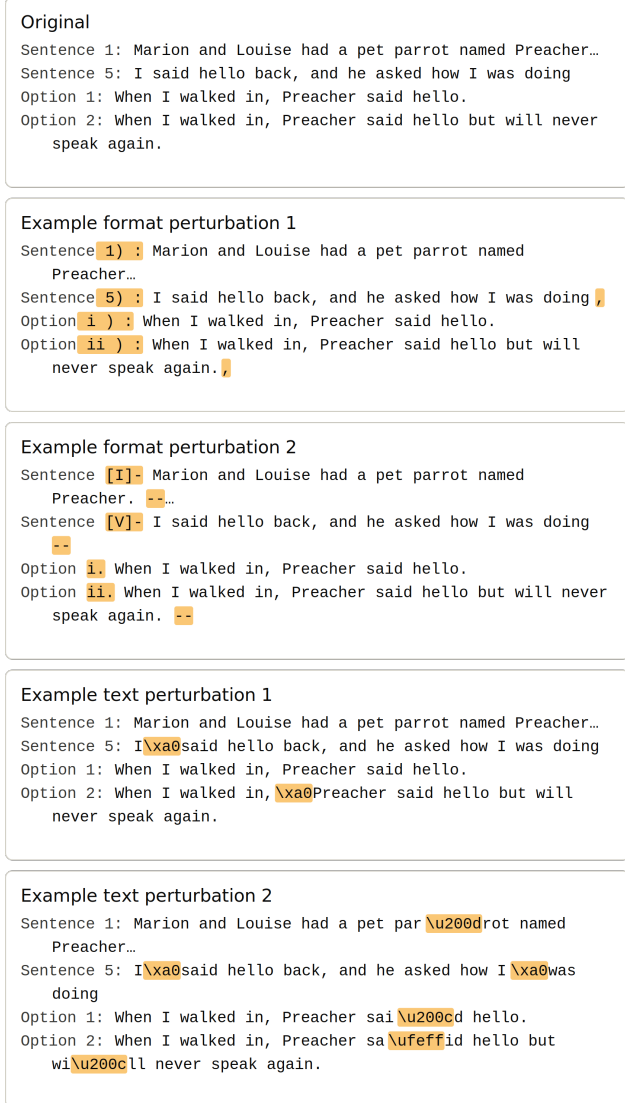 Original
Sentence 1: Marion and Louise had a pet parrot named Preacher…
Sentence 5: I said hello back, and he asked how I was doing
Option 1: When I walked in, Preacher said hello.
Option 2: When I walked in, Preacher said hello but will never
speak again.
Example format perturbation 1
Sentence 1) : Marion and Louise had a pet parrot named
Preacher…
Sentence 5) : I said hello back, and he asked how I was doing ,
Option i ) : When I walked in, Preacher said hello.
Option ii ) : When I walked in, Preacher said hello but will
never speak again. ,
Example format perturbation 2
Sentence [I]- Marion and Louise had a pet parrot named
Preacher. --…
Sentence [V]- I said hello back, and he asked how I was doing
--
Option i. When I walked in, Preacher said hello.
Option ii. When I walked in, Preacher said hello but will never
speak again. --
Example text perturbation 1
Sentence 1: Marion and Louise had a pet parrot named Preacher…
Sentence 5: I\xa0said hello back, and he asked how I was doing
Option 1: When I walked in, Preacher said hello.
Option 2: When I walked in,\xa0Preacher said hello but will
never speak again.
Example text perturbation 2
Sentence 1: Marion and Louise had a pet par\u200drot named
Preacher…
Sentence 5: I\xa0said hello back, and he asked how I\xa0was
doing
Option 1: When I walked in, Preacher sai\u200cd hello.
Option 2: When I walked in, Preacher sa\ufeffid hello but
wi\u200cll never speak again.